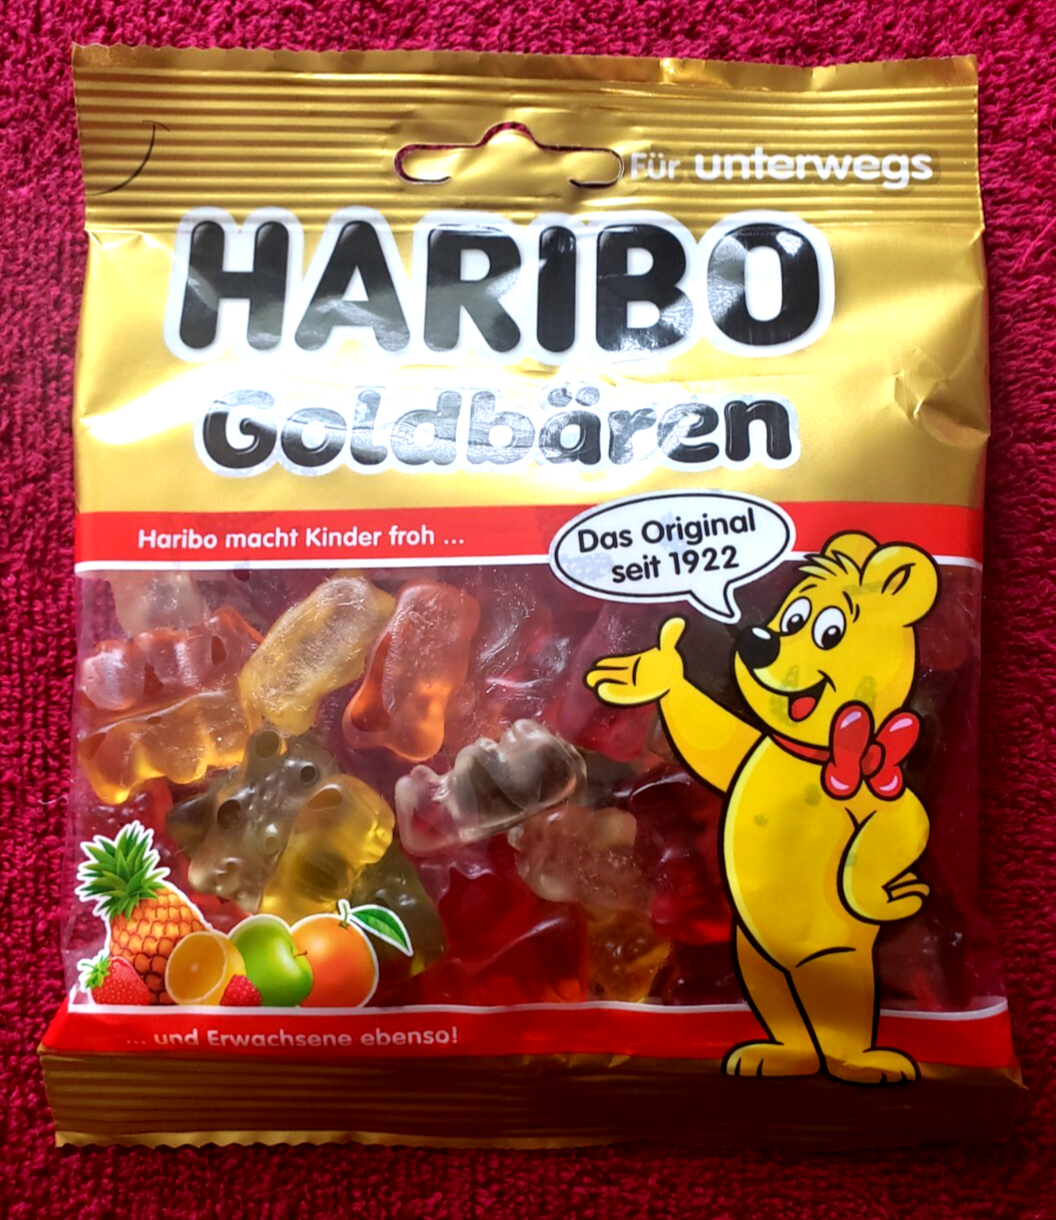 Für unterwegs
HARIBO
Goldbären
Haribo macht Kinder froh ...
Das Original
seit 1922
... und Erwachsene ebenso!